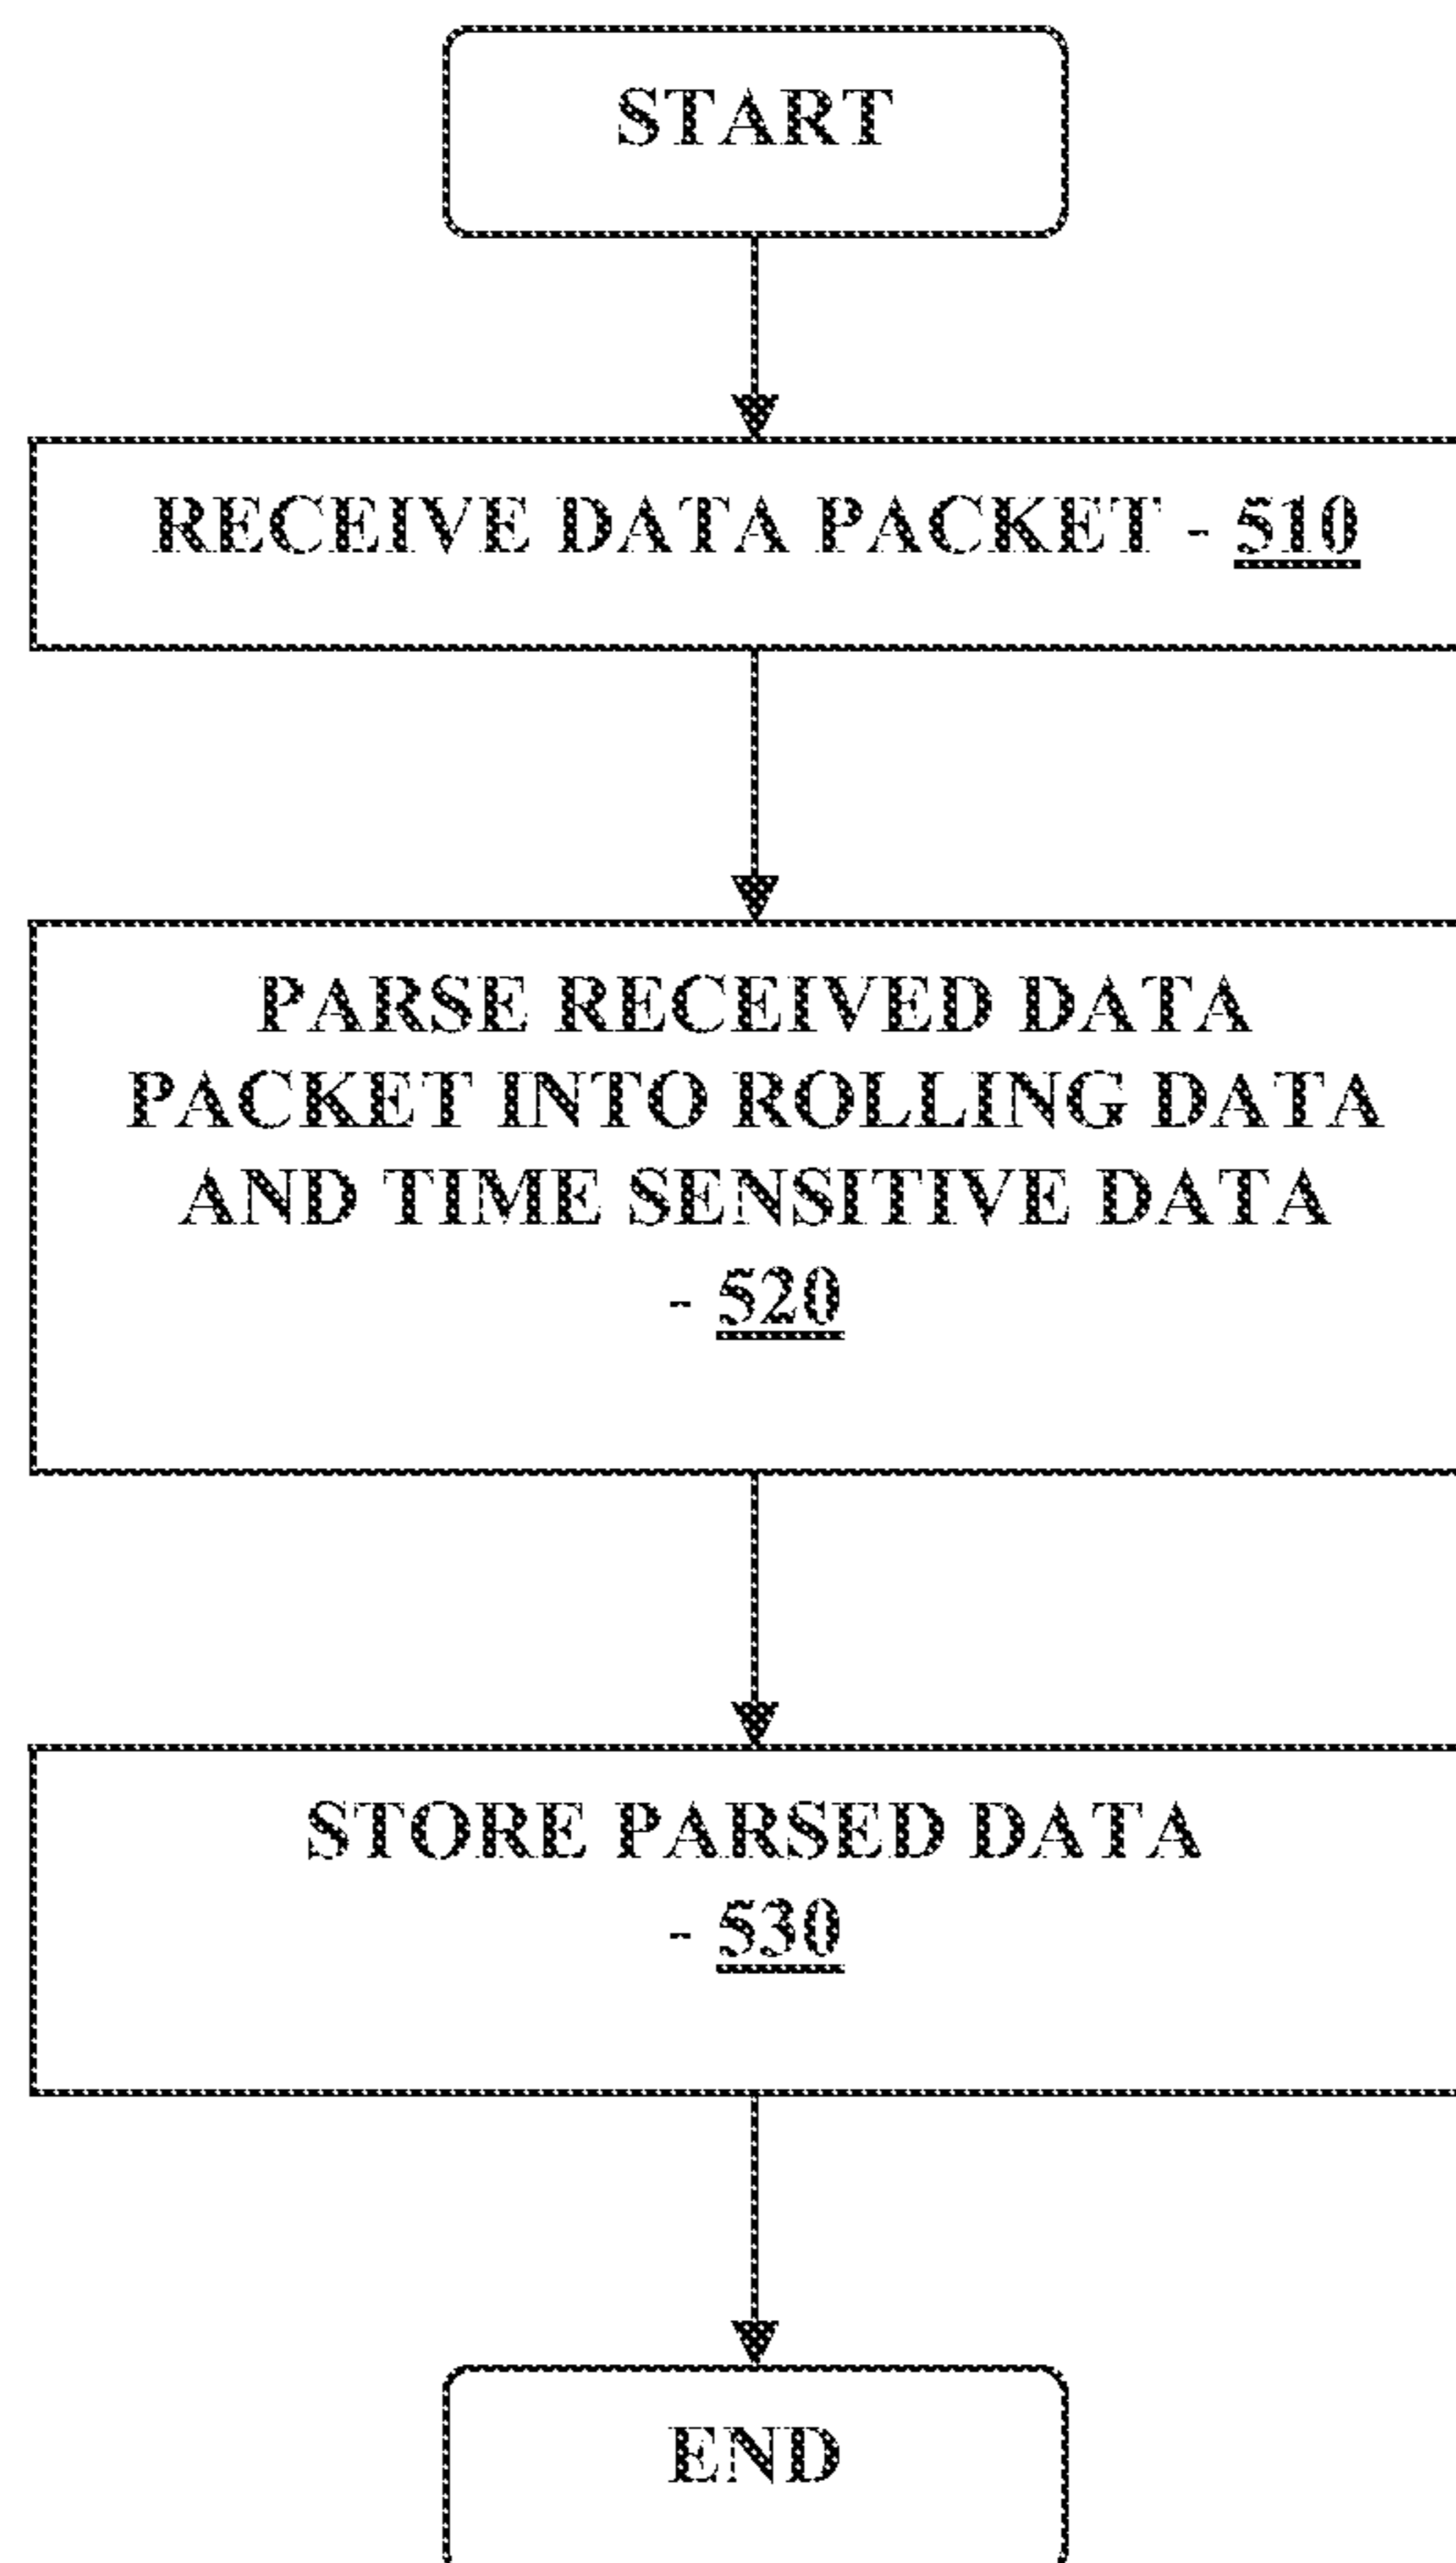 START
RECEIVE DATA PACKET - 510
PARSE RECEIVED DATA
PACKET INTO ROLLING DATA
AND TIME SENSITIVE DATA
- 520
STORE PARSED DATA
- 530
END